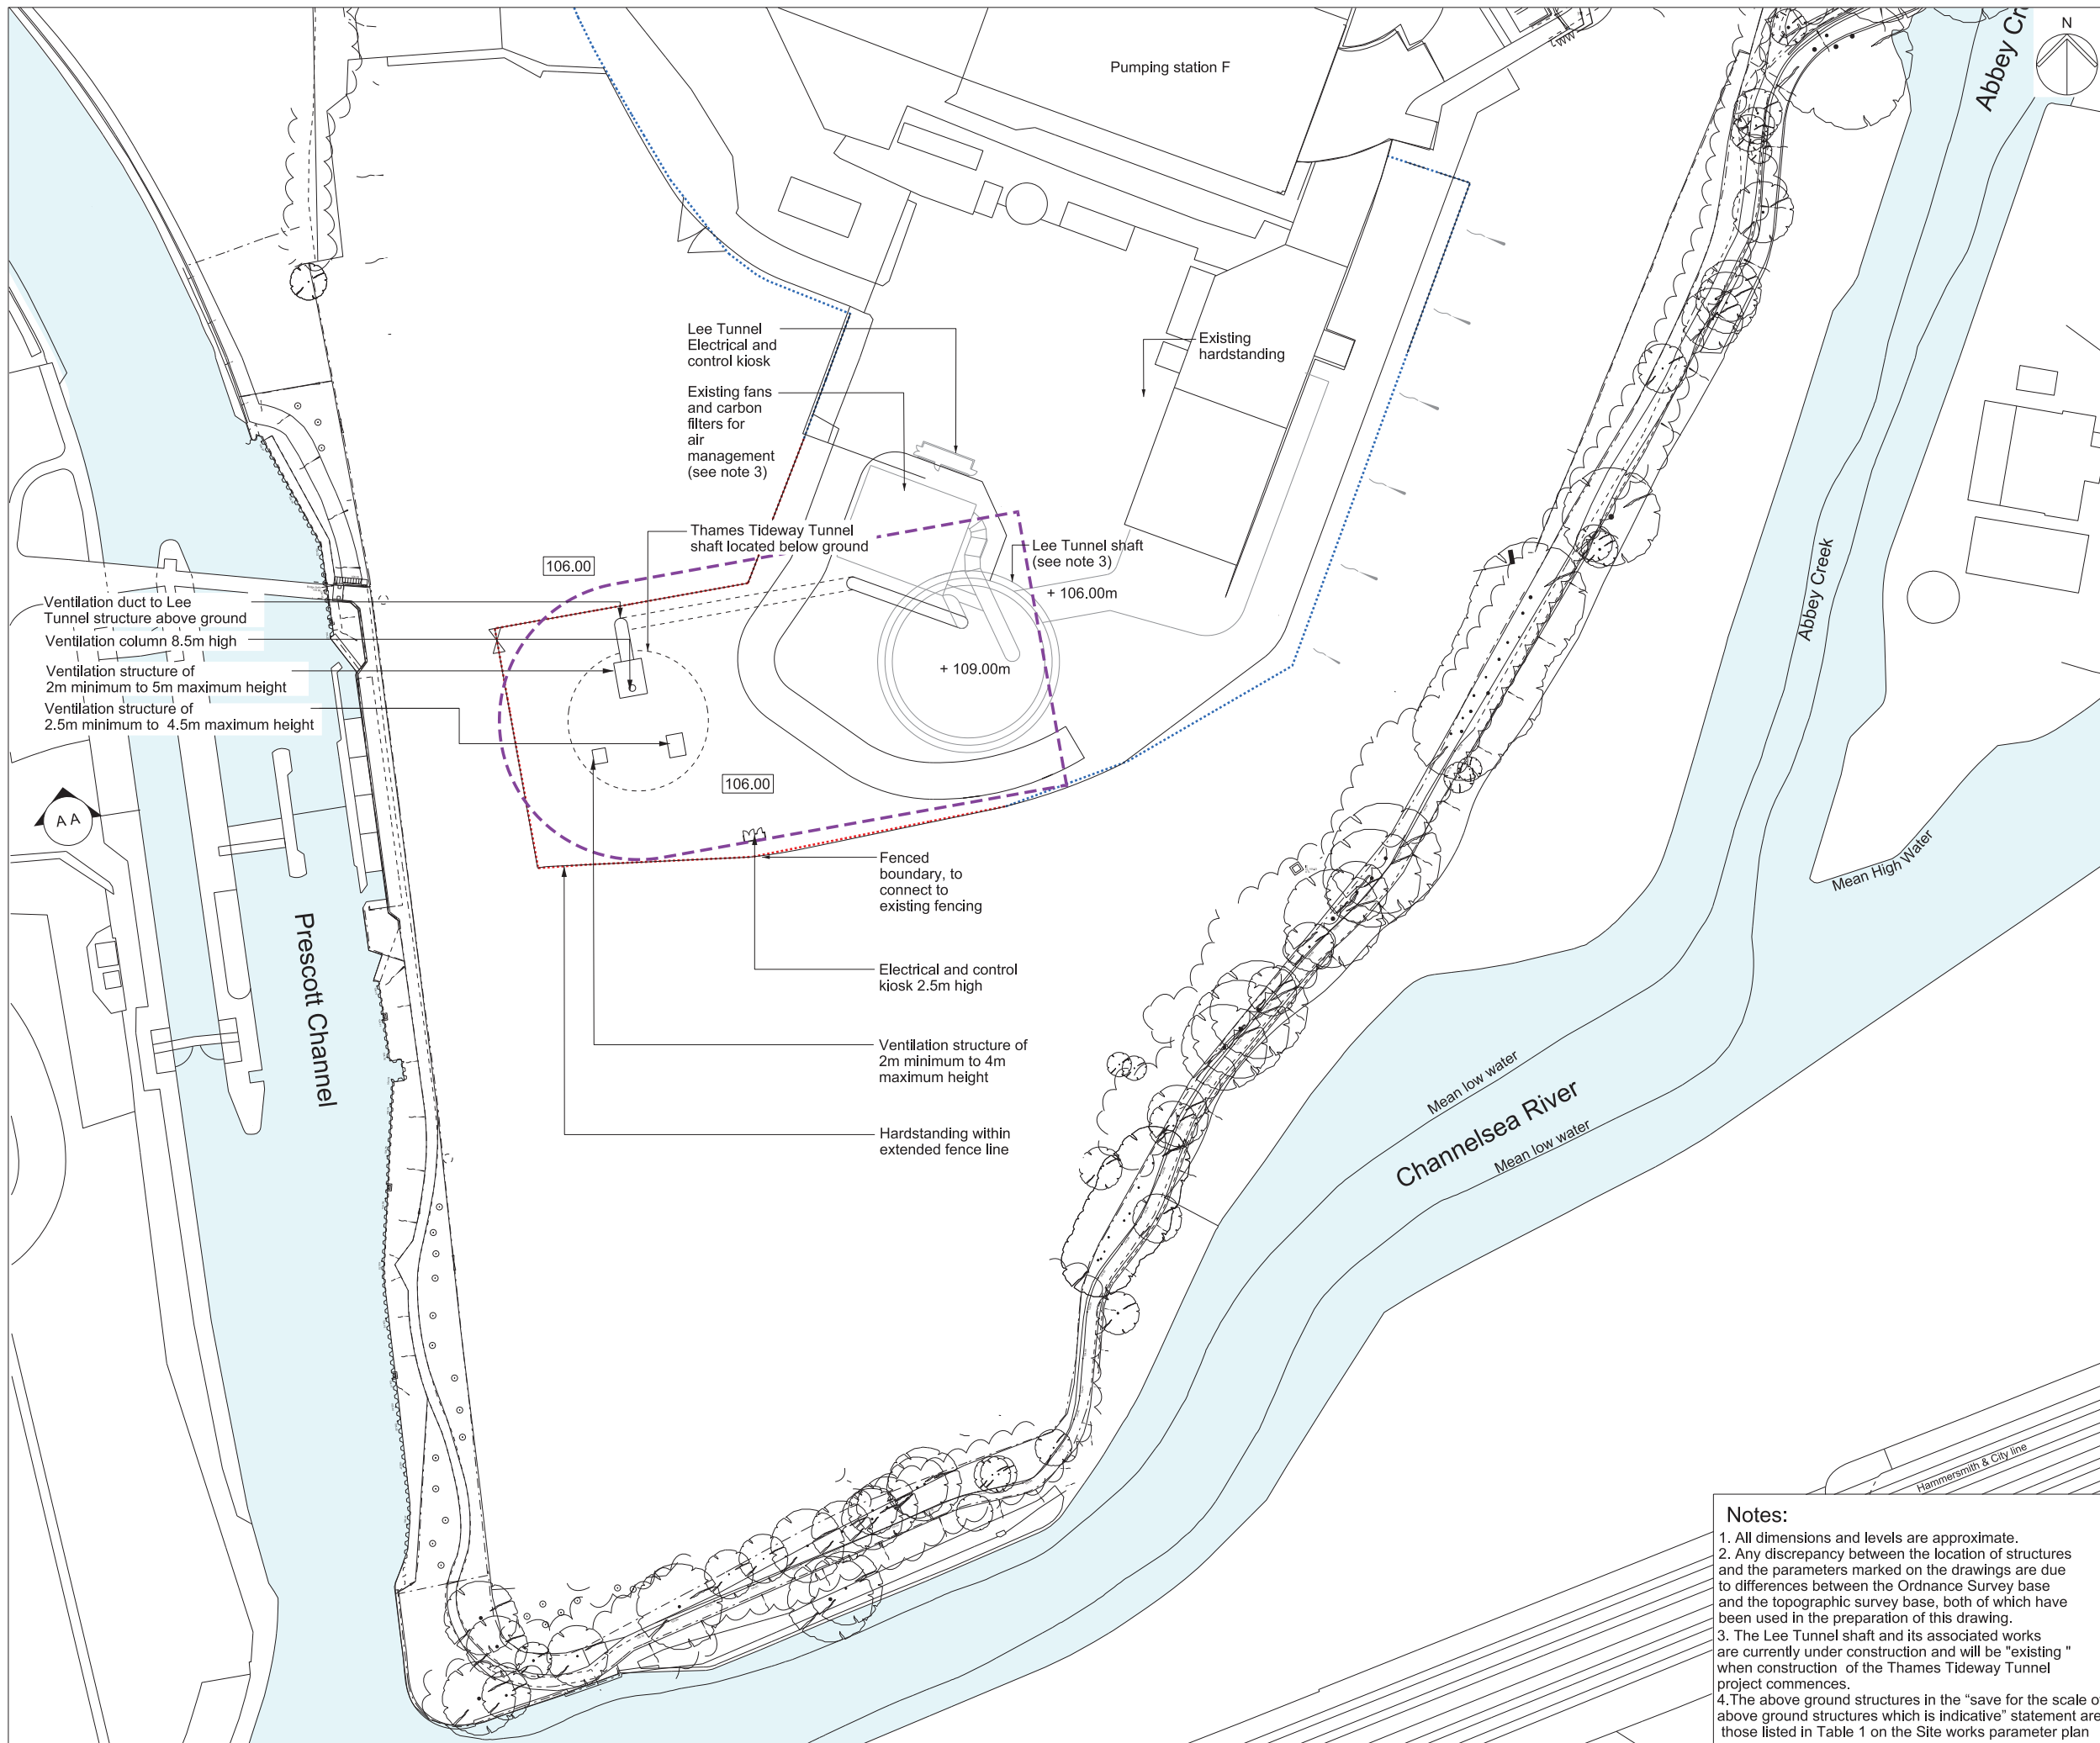 Pumping station F
Abbey Cr
N
Lee Tunnel
Electrical and
control kiosk
Existing
hardstanding
Existing fans
and carbon
filters for
air
management
(see note 3)
Thames Tideway Tunnel
shaft located below ground
Lee Tunnel shaft
(see note 3)
106.00
+ 106.00m
Ventilation duct to Lee
Tunnel structure above ground
Ventilation column 8.5m high
Ventilation structure of
2m minimum to 5m maximum height
Ventilation structure of
2.5m minimum to 4.5m maximum height
+ 109.00m
106.00
Abbey Creek
A A
Mean High Water
Fenced
boundary, to
connect to
existing fencing
Prescott Channel
Electrical and control
kiosk 2.5m high
Ventilation structure of
2m minimum to 4m
maximum height
Mean low water
Channelsea River
Mean low water
Hardstanding within
extended fence line
Hammersmith & City line
Notes:
1. All dimensions and levels are approximate.
2. Any discrepancy between the location of structures
and the parameters marked on the drawings are due
to differences between the Ordnance Survey base
and the topographic survey base, both of which have
been used in the preparation of this drawing.
3. The Lee Tunnel shaft and its associated works
are currently under construction and will be "existing "
when construction of the Thames Tideway Tunnel
project commences.
4.The above ground structures in the “save for the scale o
above ground structures which is indicative” statement are
those listed in Table 1 on the Site works parameter plan